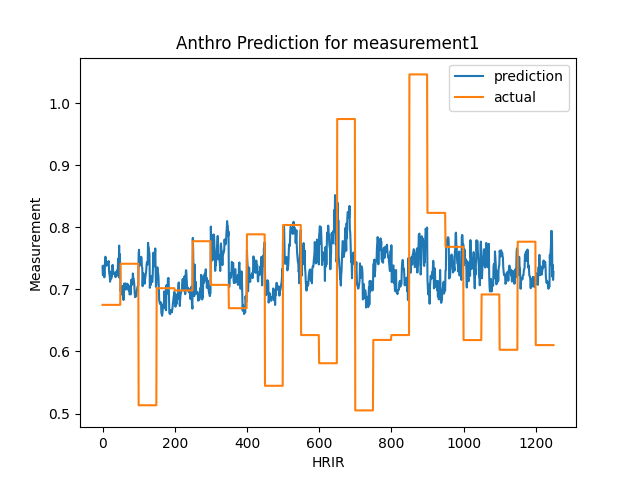 Anthro Prediction for measurement1
prediction
actual
Measurement
1.0
0.9
0.8
0.7
0.6
0.5
0 200 400 600 800 1000 1200
HRIR